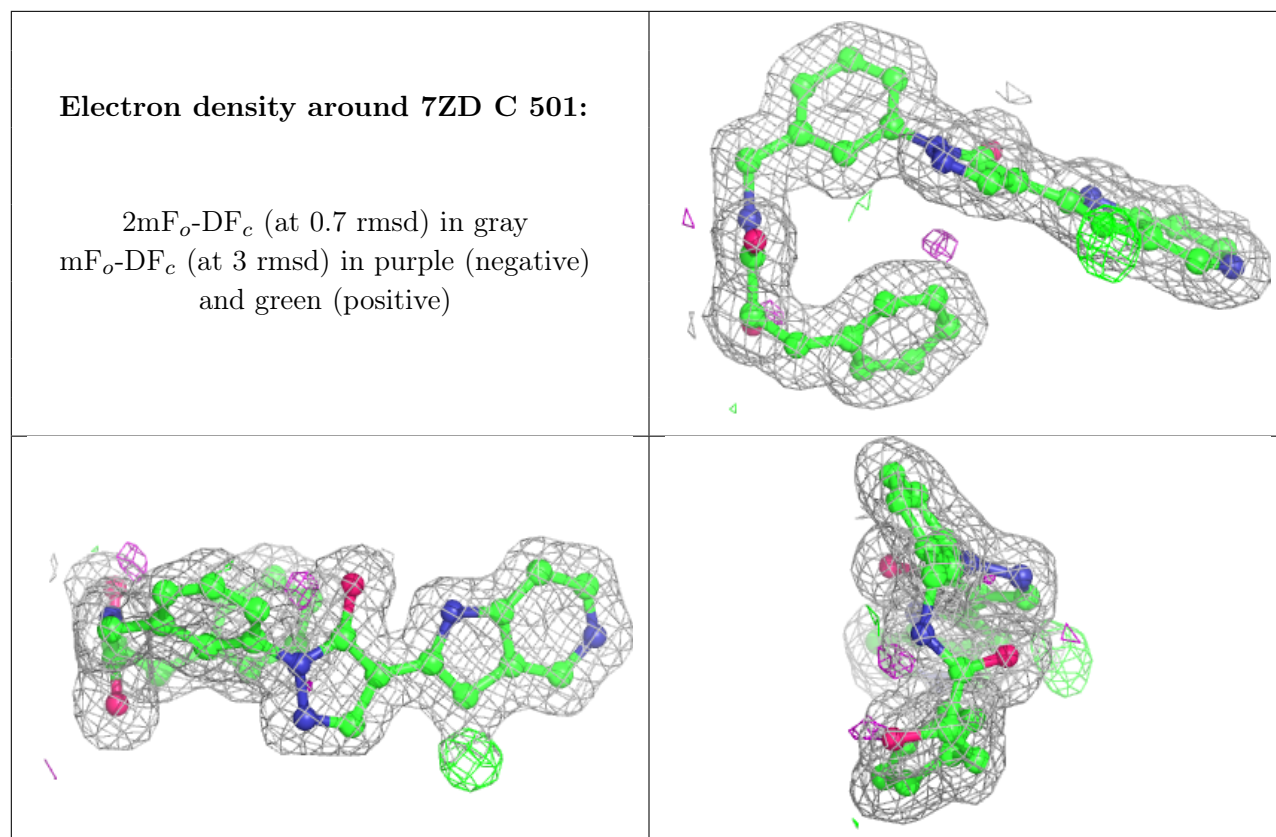 Electron density around 7ZD C 501:
2mFₒ-DF𝒸 (at 0.7 rmsd) in gray
mFₒ-DF𝒸 (at 3 rmsd) in purple (negative)
and green (positive)